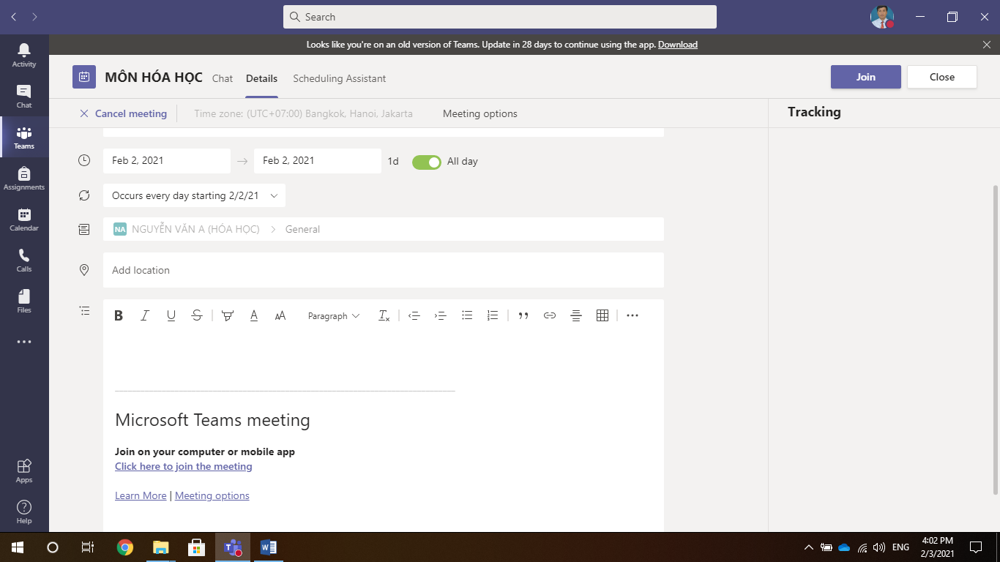 Search
Looks like you're on an old version of Teams. Update in 28 days to continue using the app. Download
Activity
Chat
Teams
Assignments
Calendar
Calls
Files
Apps
Help
MÔN HÓA HỌC Chat Details Scheduling Assistant Join Close
Cancel meeting Time zone: (UTC+07:00) Bangkok, Hanoi, Jakarta Meeting options Tracking
Feb 2, 2021 → Feb 2, 2021 1d All day
Occurs every day starting 2/2/21
NA NGUYỄN VĂN A (HÓA HỌC) > General
Add location
B I U S A AA Paragraph Tx
Microsoft Teams meeting
Join on your computer or mobile app
Click here to join the meeting
Learn More | Meeting options
ENG 4:02 PM
2/3/2021